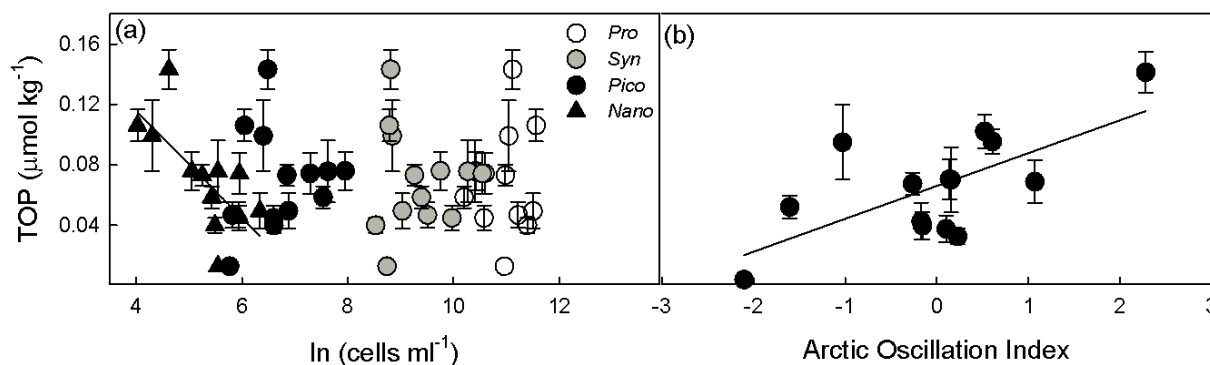 (a)
Pro
Syn
Pico
Nano
(b)
TOP (μmol kg⁻¹)
0.16
0.12
0.08
0.04
4 6 8 10 12
-3 -2 -1 0 1 2 3
ln (cells ml⁻¹)
Arctic Oscillation Index